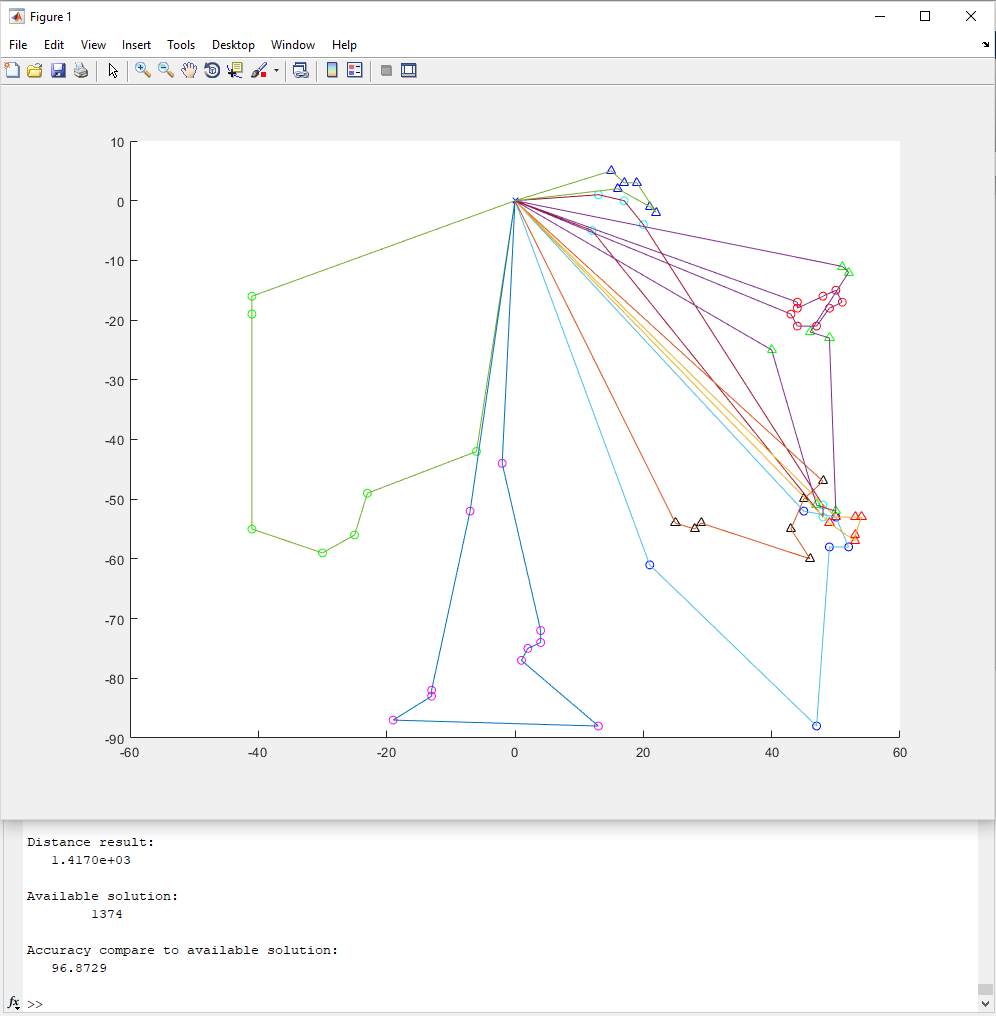 Figure 1
File Edit View Insert Tools Desktop Window Help
10
0
-10
-20
-30
-40
-50
-60
-70
-80
-90
-60 -40 -20 0 20 40 60
Distance result:
1.4170e+03
Available solution:
1374
Accuracy compare to available solution:
96.8729
fx >>